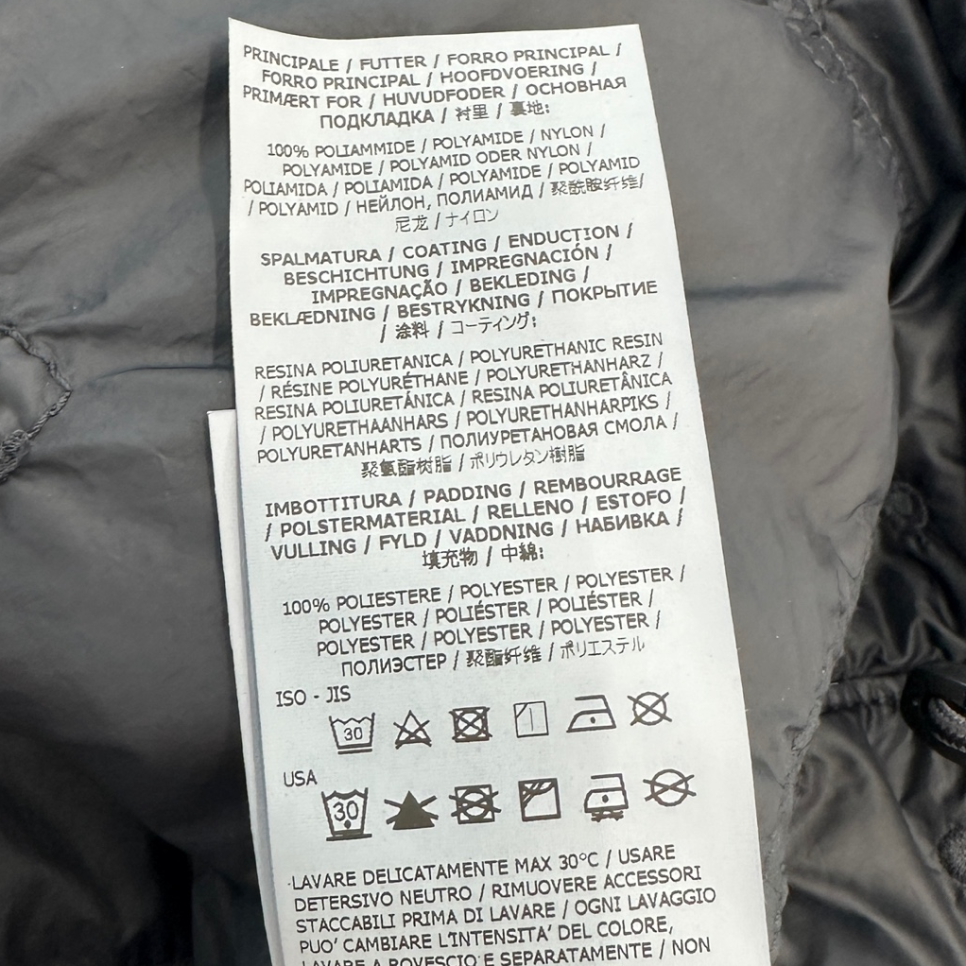 PRINCIPALE / FUTTER / FORRO PRINCIPAL /
FORRO PRINCIPAL / HOOFDVOERING /
PRIMÆRT FOR / HUVUDFODER / ОСНОВНАЯ
ПОДКЛАДКА / 衬里 / 裏地:
100% POLIAMMIDE / POLYAMIDE / NYLON /
POLYAMIDE / POLYAMID ODER NYLON /
POLIAMIDA / POLIAMIDA / POLYAMIDE / POLYAMID
/ POLYAMID / НЕЙЛОН, ПОЛИАМИД / 聚酰胺纤维/
尼龙 / ナイロン
SPALMATURA / COATING / ENDUCTION /
BESCHICHTUNG / IMPREGNACIÓN /
IMPREGNAÇÃO / BEKLEDING /
BEKLÆDNING / BESTRYKNING / ПОКРЫТИЕ
/ 涂料 / コーティング:
RESINA POLIURETANICA / POLYURETHANIC RESIN
/ RÉSINE POLYURÉTHANE / POLYURETHANHARZ /
RESINA POLIURETÂNICA / RESINA POLIURETÂNICA
/ POLYURETHAANHARS / POLYURETHANHARPIKS /
POLYURETANHARTS / ПОЛИУРЕТАНОВАЯ СМОЛА /
聚氨酯树脂 / ポリウレタン樹脂
IMBOTTITURA / PADDING / REMBOURRAGE
/ POLSTERMATERIAL / RELLENO / ESTOFO /
VULLING / FYLD / VADDNING / НАБИВКА /
填充物 / 中綿:
100% POLIESTERE / POLYESTER / POLYESTER /
POLYESTER / POLIÉSTER / POLIÉSTER /
POLYESTER / POLYESTER / POLYESTER /
ПОЛИЭСТЕР / 聚酯纤维 / ポリエステル
ISO - JIS
30
USA
30
LAVARE DELICATAMENTE MAX 30°C / USARE
DETERSIVO NEUTRO / RIMUOVERE ACCESSORI
STACCABILI PRIMA DI LAVARE / OGNI LAVAGGIO
PUO' CAMBIARE L'INTENSITA' DEL COLORE,
LAVARE A ROVESCIO E SEPARATAMENTE / NON